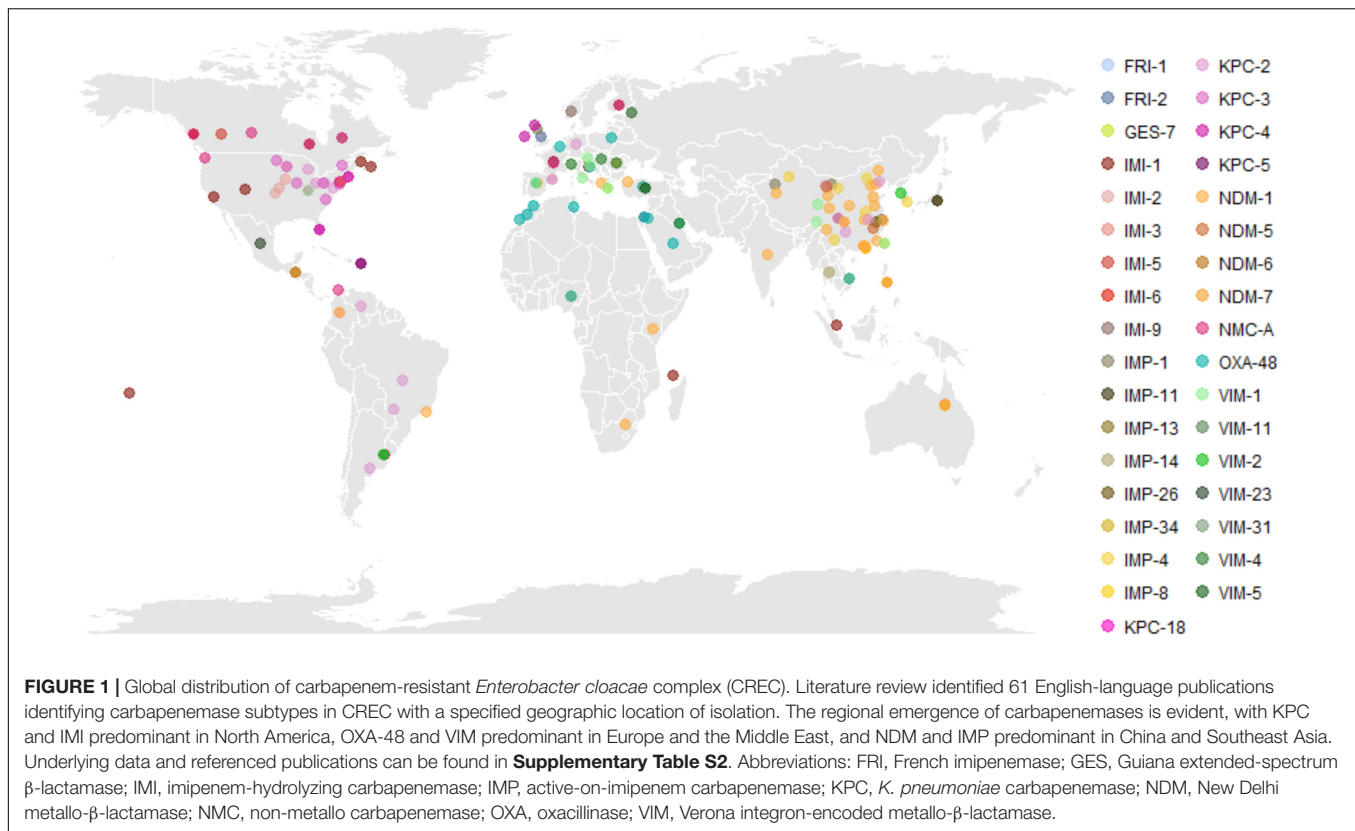 FRI-1 KPC-2
FRI-2 KPC-3
GES-7 KPC-4
IMI-1 KPC-5
IMI-2 NDM-1
IMI-3 NDM-5
IMI-5 NDM-6
IMI-6 NDM-7
IMI-9 NMC-A
IMP-1 OXA-48
IMP-11 VIM-1
IMP-13 VIM-11
IMP-14 VIM-2
IMP-26 VIM-23
IMP-34 VIM-31
IMP-4 VIM-4
IMP-8 VIM-5
KPC-18
FIGURE 1 | Global distribution of carbapenem-resistant Enterobacter cloacae complex (CREC). Literature review identified 61 English-language publications
identifying carbapenemase subtypes in CREC with a specified geographic location of isolation. The regional emergence of carbapenemases is evident, with KPC
and IMI predominant in North America, OXA-48 and VIM predominant in Europe and the Middle East, and NDM and IMP predominant in China and Southeast Asia.
Underlying data and referenced publications can be found in Supplementary Table S2. Abbreviations: FRI, French imipenemase; GES, Guiana extended-spectrum
β-lactamase; IMI, imipenem-hydrolyzing carbapenemase; IMP, active-on-imipenem carbapenemase; KPC, K. pneumoniae carbapenemase; NDM, New Delhi
metallo-β-lactamase; NMC, non-metallo carbapenemase; OXA, oxacillinase; VIM, Verona integron-encoded metallo-β-lactamase.